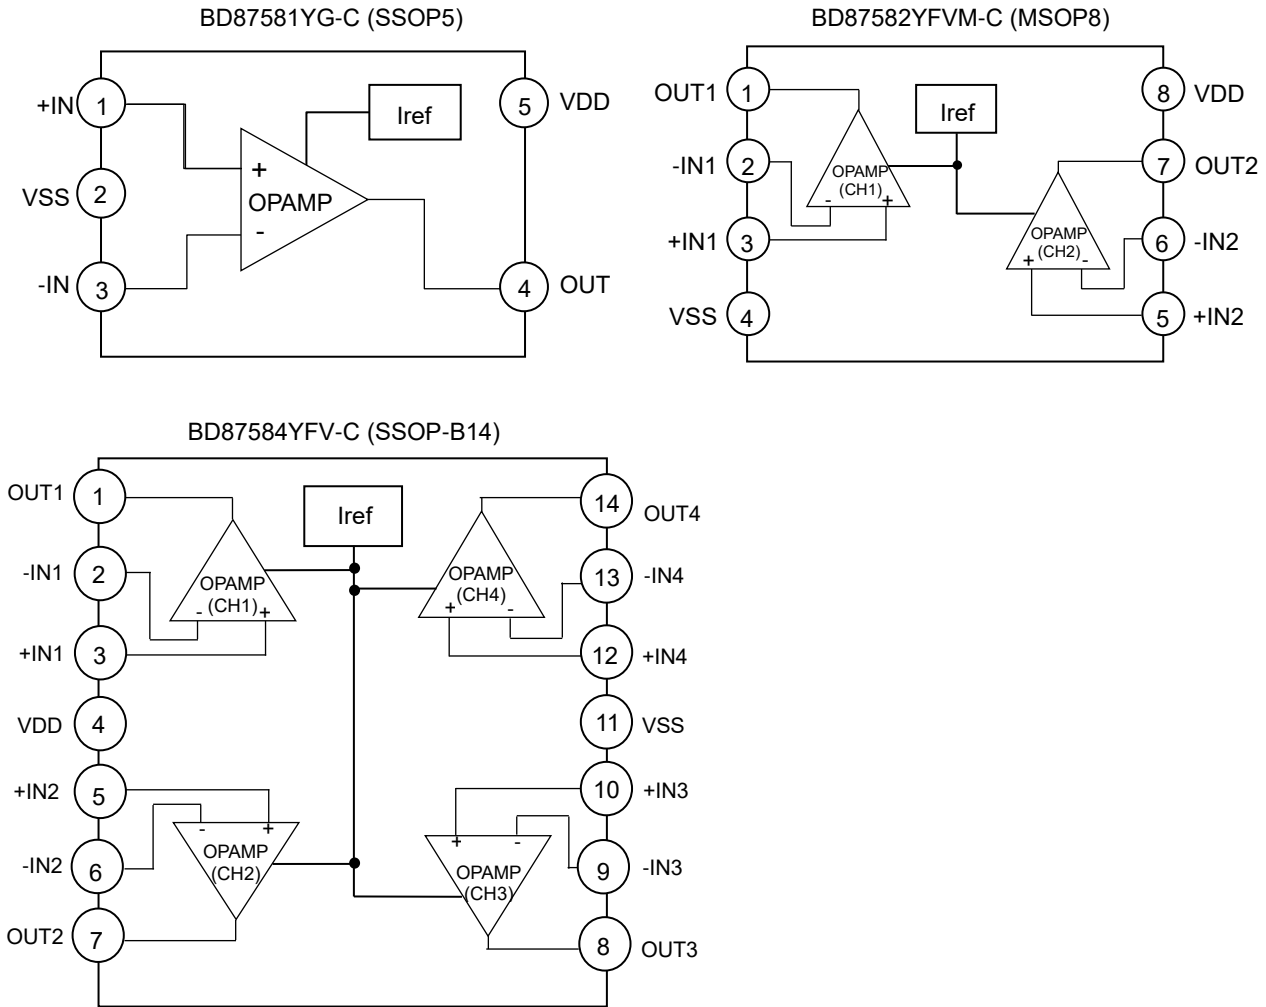 BD87581YG-C (SSOP5)
+IN
1
VSS
2
-IN
3
+
OPAMP
-
Iref
5
VDD
4
OUT
BD87582YFVM-C (MSOP8)
OUT1
1
-IN1
2
+IN1
3
VSS
4
OPAMP
(CH1)
- +
Iref
OPAMP
(CH2)
+ -
8
VDD
7
OUT2
6
-IN2
5
+IN2
BD87584YFV-C (SSOP-B14)
OUT1
1
-IN1
2
+IN1
3
VDD
4
+IN2
5
-IN2
6
OUT2
7
OPAMP
(CH1)
- +
Iref
OPAMP
(CH4)
+ -
- +
OPAMP
(CH2)
+ -
OPAMP
(CH3)
14
OUT4
13
-IN4
12
+IN4
11
VSS
10
+IN3
9
-IN3
8
OUT3